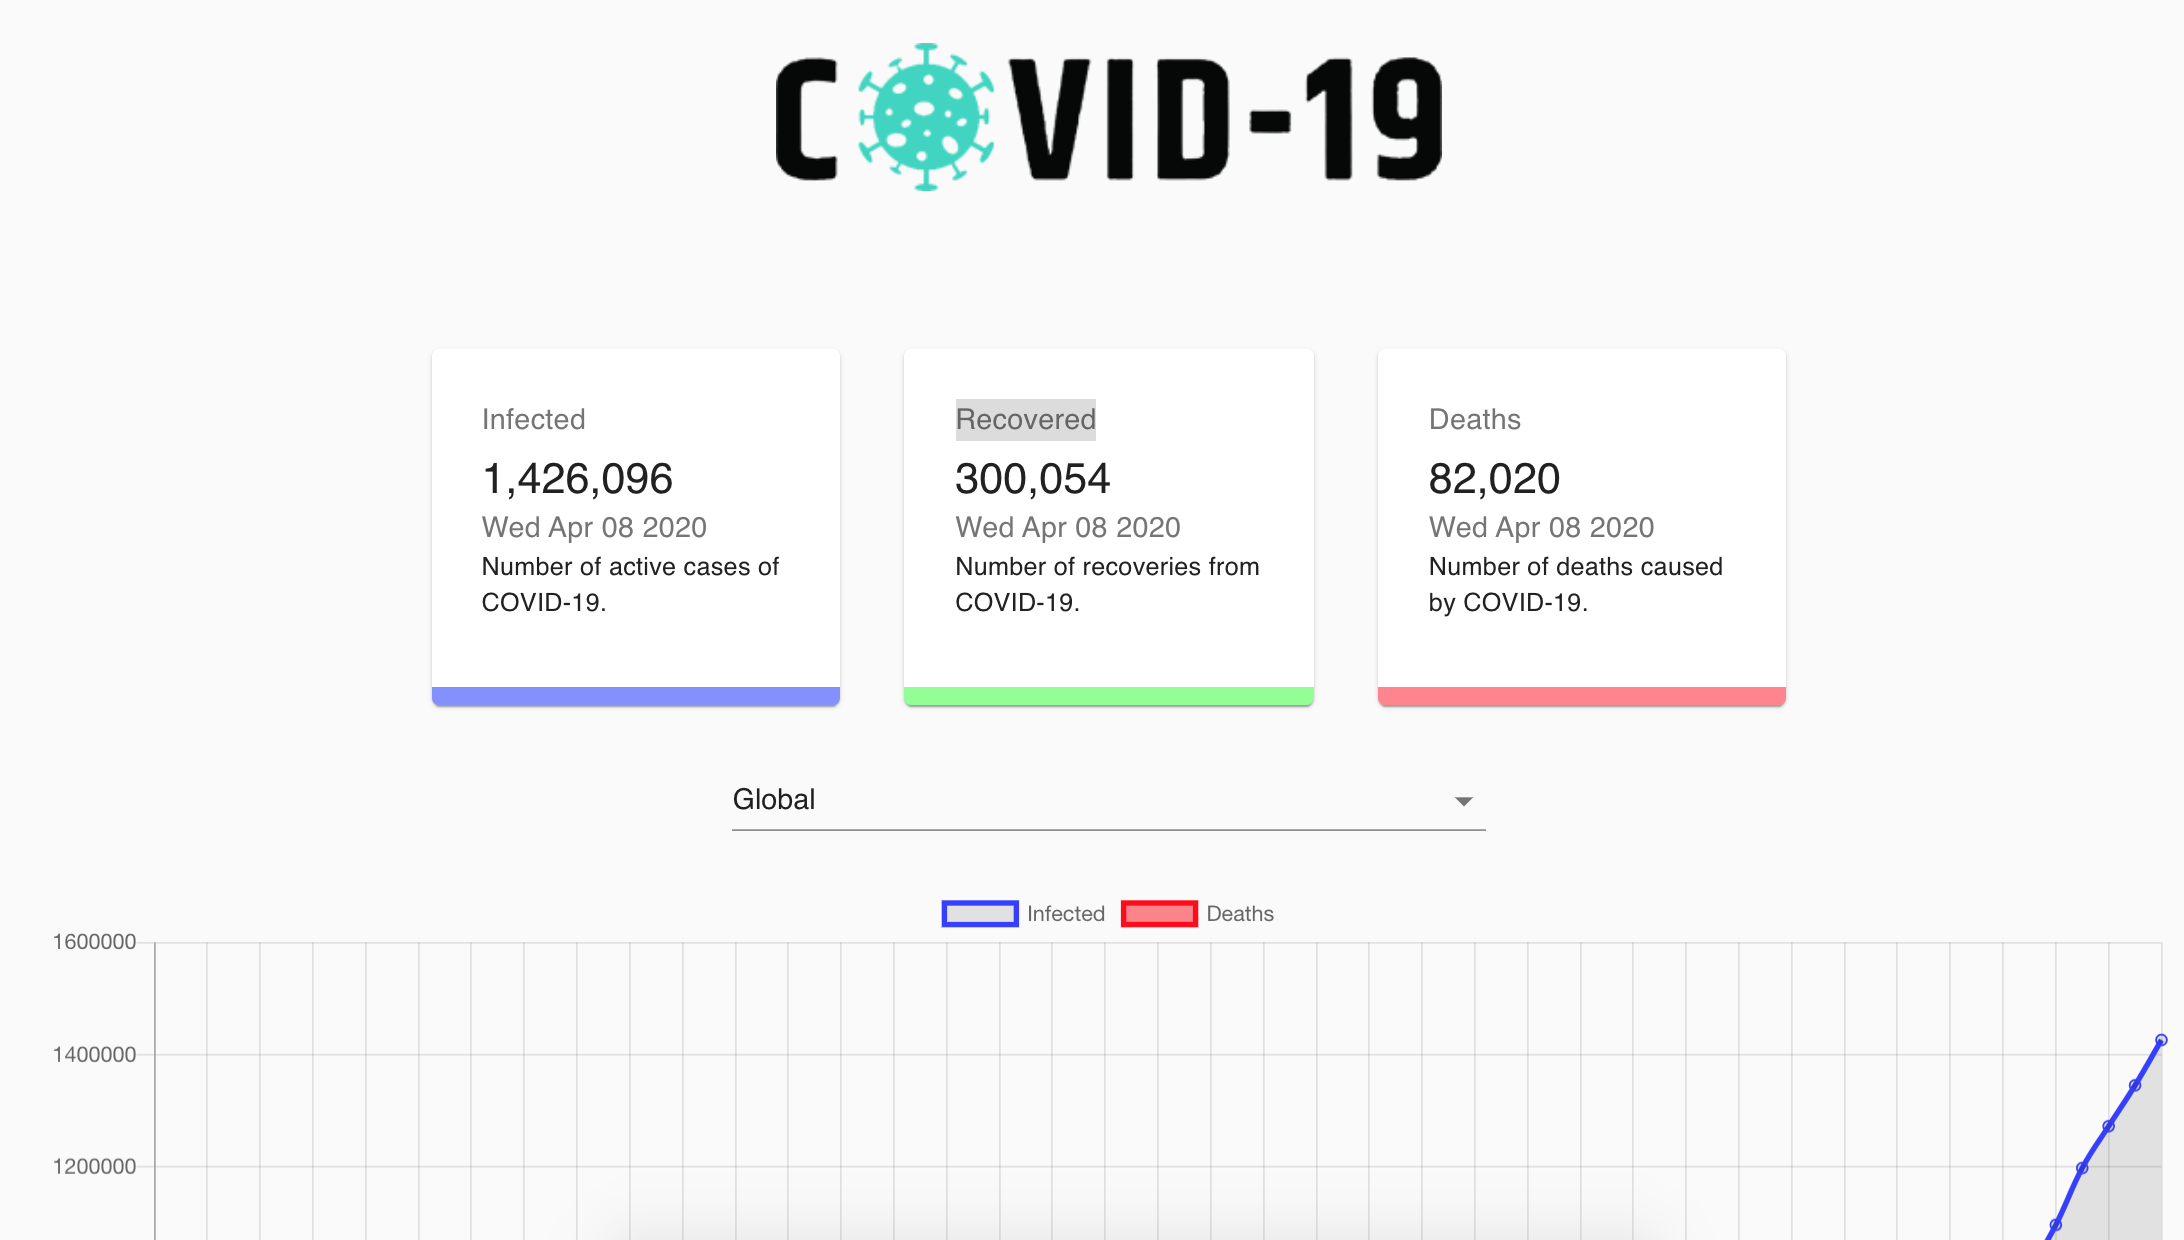 COVID-19
Infected
1,426,096
Wed Apr 08 2020
Number of active cases of
COVID-19.
Recovered
300,054
Wed Apr 08 2020
Number of recoveries from
COVID-19.
Deaths
82,020
Wed Apr 08 2020
Number of deaths caused
by COVID-19.
Global
Infected Deaths
1600000
1400000
1200000